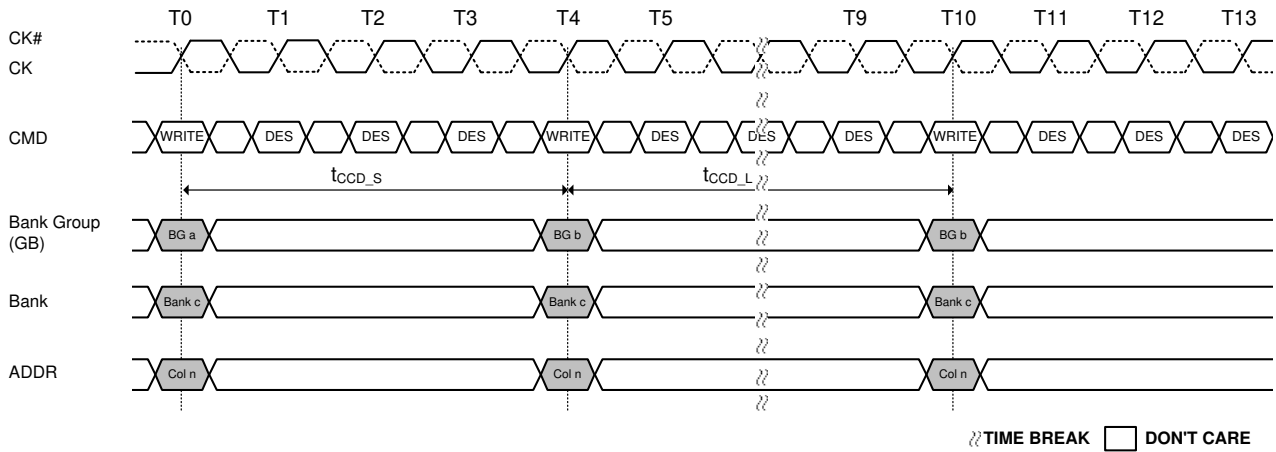 T0 T1 T2 T3 T4 T5 T9 T10 T11 T12 T13
CK#
CK
CMD WRITE DES DES DES WRITE DES DES DES WRITE DES DES DES
tCCD_S tCCD_L
Bank Group
(GB)
BG a BG b BG b
Bank Bank c Bank c Bank c
ADDR Col n Col n Col n
TIME BREAK DON'T CARE